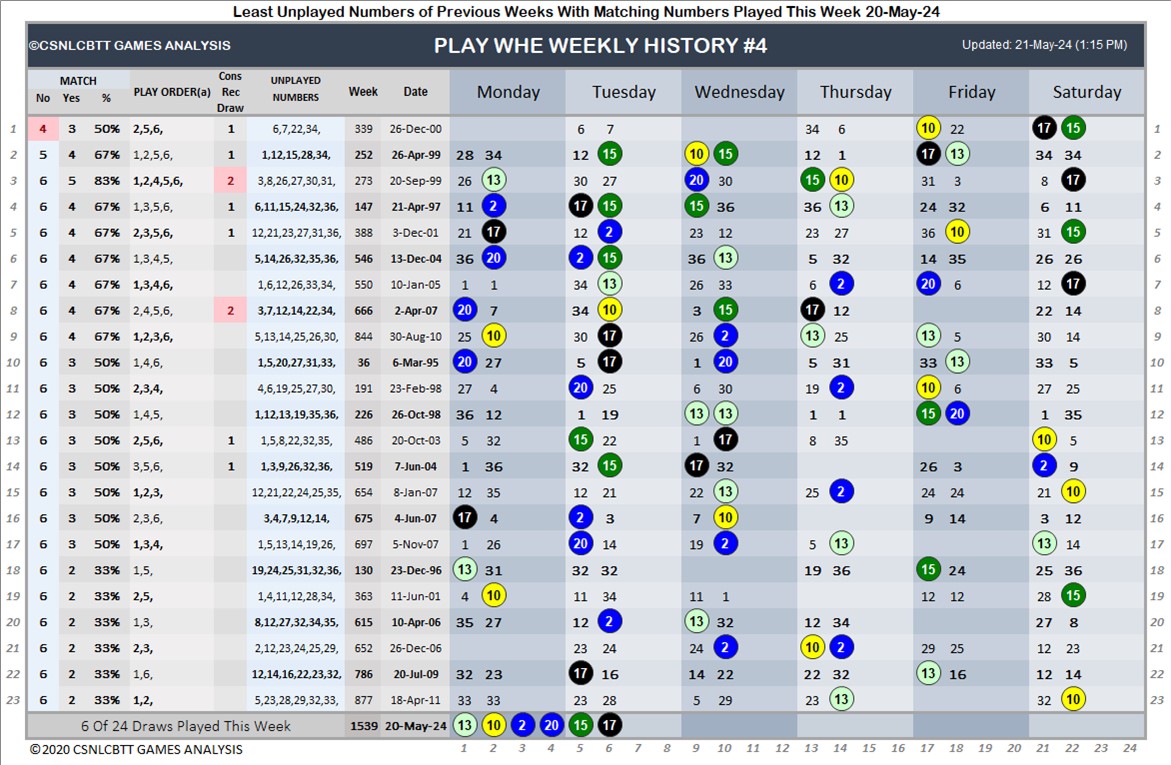 Least Unplayed Numbers of Previous Weeks With Matching Numbers Played This Week 20-May-24
©CSNLCBTT GAMES ANALYSIS PLAY WHE WEEKLY HISTORY #4 Updated: 21-May-24 (1:15 PM)
MATCH Cons UNPLAYED
No Yes % PLAY ORDER(a) Rec NUMBERS Week Date Monday Tuesday Wednesday Thursday Friday Saturday
Draw
1 4 3 50% 2,5,6, 1 6,7,22,34, 339 26-Dec-00 6 7 34 6 10 22 17 15 1
2 5 4 67% 1,2,5,6, 1 1,12,15,28,34, 252 26-Apr-99 28 34 12 15 10 15 12 1 17 13 34 34 2
3 6 5 83% 1,2,4,5,6, 2 3,8,26,27,30,31, 273 20-Sep-99 26 13 30 27 20 30 15 10 31 3 8 17 3
4 6 4 67% 1,3,5,6, 1 6,11,15,24,32,36, 147 21-Apr-97 11 2 17 15 15 36 36 13 24 32 6 11 4
5 6 4 67% 2,3,5,6, 1 12,21,23,27,31,36, 388 3-Dec-01 21 17 12 2 23 12 23 27 36 10 31 15 5
6 6 4 67% 1,3,4,5, 5,14,26,32,35,36, 546 13-Dec-04 36 20 2 15 36 13 5 32 14 35 26 26 6
7 6 4 67% 1,3,4,6, 1,6,12,26,33,34, 550 10-Jan-05 1 1 34 13 26 33 6 2 20 6 12 17 7
8 6 4 67% 2,4,5,6, 2 3,7,12,14,22,34, 666 2-Apr-07 20 7 34 10 3 15 17 12 22 14 8
9 6 4 67% 1,2,3,6, 5,13,14,25,26,30, 844 30-Aug-10 25 10 30 17 26 2 13 25 13 5 30 14 9
10 6 3 50% 1,4,6, 1,5,20,27,31,33, 36 6-Mar-95 20 27 5 17 1 20 5 31 33 13 33 5 10
11 6 3 50% 2,3,4, 4,6,19,25,27,30, 191 23-Feb-98 27 4 20 25 6 30 19 2 10 6 27 25 11
12 6 3 50% 1,4,5, 1,12,13,19,35,36, 226 26-Oct-98 36 12 1 19 13 13 1 1 15 20 1 35 12
13 6 3 50% 2,5,6, 1 1,5,8,22,32,35, 486 20-Oct-03 5 32 15 22 1 17 8 35 10 5 13
14 6 3 50% 3,5,6, 1 1,3,9,26,32,36, 519 7-Jun-04 1 36 32 15 17 32 26 3 2 9 14
15 6 3 50% 1,2,3, 12,21,22,24,25,35, 654 8-Jan-07 12 35 12 21 22 13 25 2 24 24 21 10 15
16 6 3 50% 2,3,6, 3,4,7,9,12,14, 675 4-Jun-07 17 4 2 3 7 10 9 14 3 12 16
17 6 3 50% 1,3,4, 1,5,13,14,19,26, 697 5-Nov-07 1 26 20 14 19 2 5 13 13 14 17
18 6 2 33% 1,5, 19,24,25,31,32,36, 130 23-Dec-96 13 31 32 32 19 36 15 24 25 36 18
19 6 2 33% 2,5, 1,4,11,12,28,34, 363 11-Jun-01 4 10 11 34 11 1 12 12 28 15 19
20 6 2 33% 1,3, 8,12,27,32,34,35, 615 10-Apr-06 35 27 12 2 13 32 12 34 27 8 20
21 6 2 33% 2,3, 2,12,23,24,25,29, 652 26-Dec-06 23 24 24 2 10 2 29 25 12 23 21
22 6 2 33% 1,6, 12,14,16,22,23,32, 786 20-Jul-09 32 23 17 16 14 22 22 32 13 16 12 14 22
23 6 2 33% 1,2, 5,23,28,29,32,33, 877 18-Apr-11 33 33 23 28 5 29 23 13 32 10 23
6 Of 24 Draws Played This Week 1539 20-May-24 13 10 2 20 15 17
© 2020 CSNLCBTT GAMES ANALYSIS 1 2 3 4 5 6 7 8 9 10 11 12 13 14 15 16 17 18 19 20 21 22 23 24